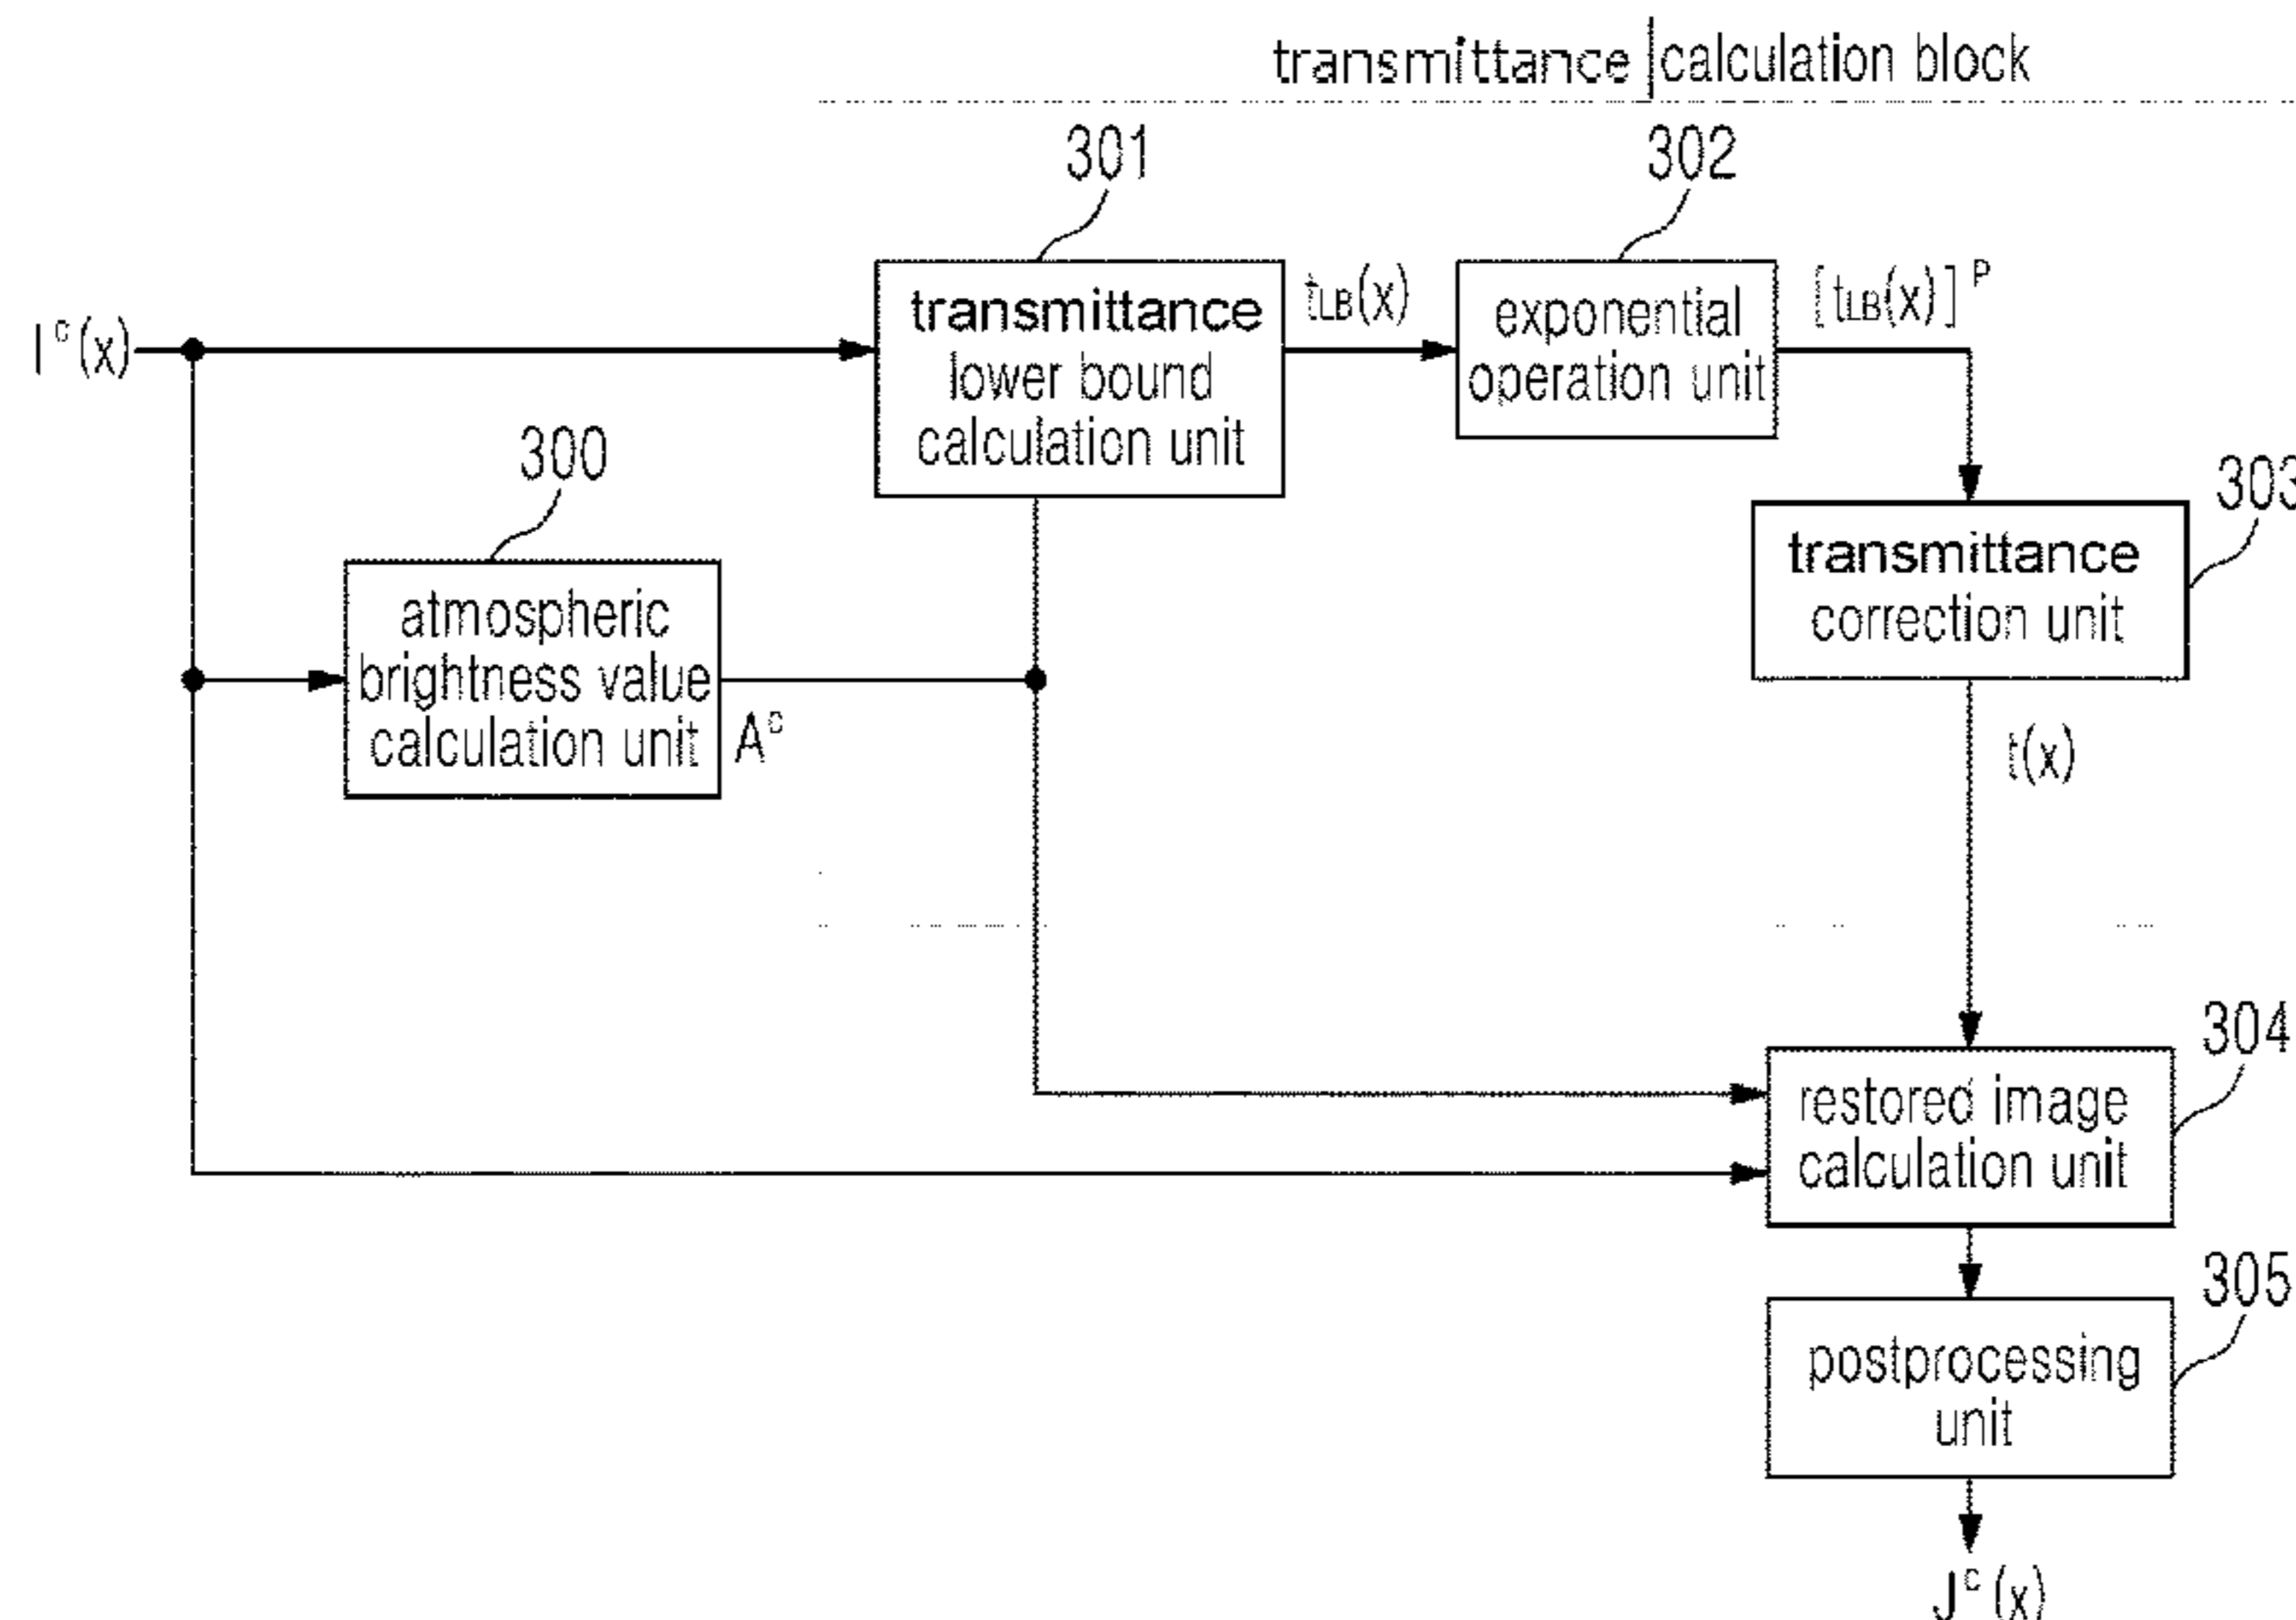 transmittance calculation block
301
302
I^c(x)
transmittance
lower bound
calculation unit
t_LB(x)
exponential
operation unit
[t_LB(x)]^P
300
303
atmospheric
brightness value
calculation unit
A^c
transmittance
correction unit
t(x)
304
restored image
calculation unit
305
postprocessing
unit
J^c(x)